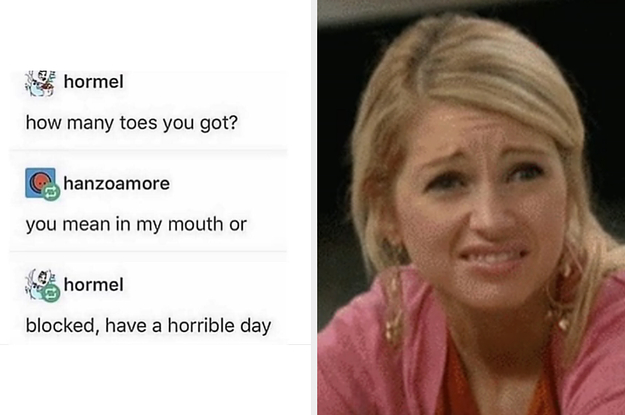 hormel
how many toes you got?
hanzoamore
you mean in my mouth or
hormel
blocked, have a horrible day